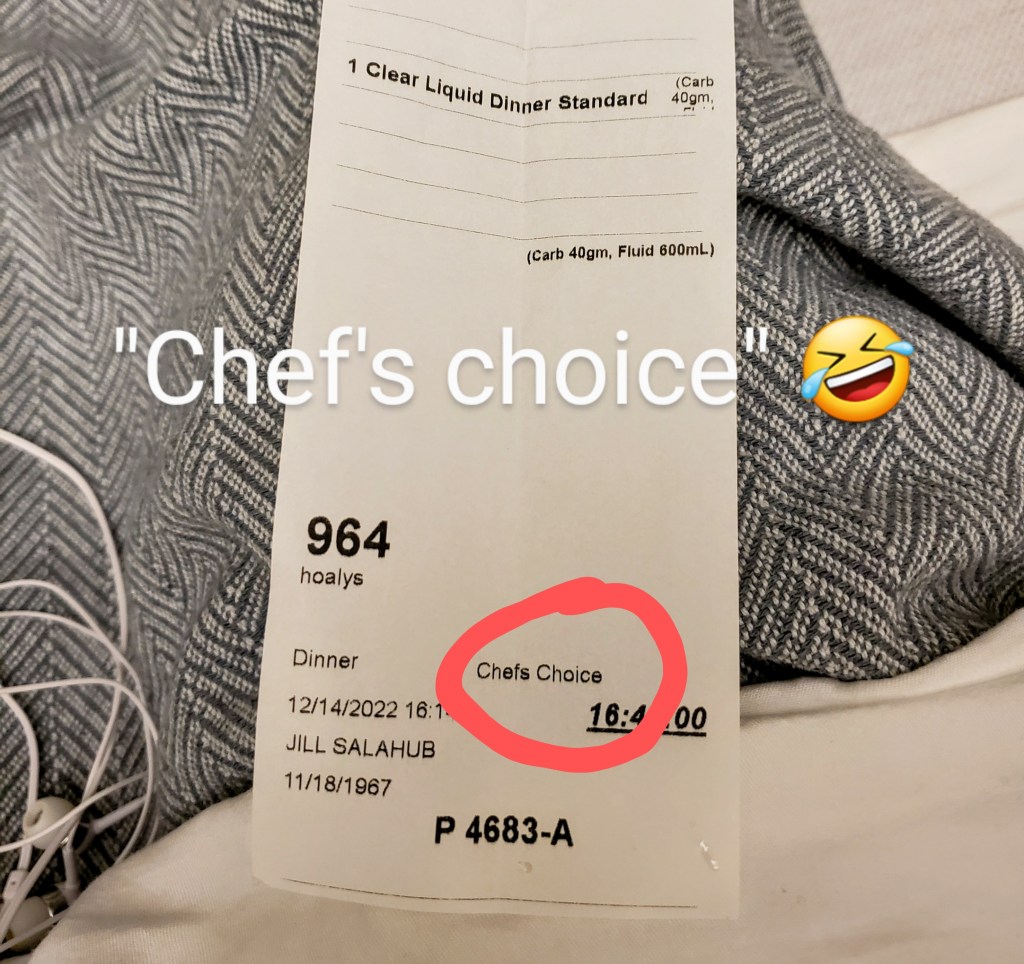 1 Clear Liquid Dinner Standard (Carb
40gm,
(Carb 40gm, Fluid 600mL)
"Chef's choice" 🤣
964
hoalys
Dinner Chefs Choice
12/14/2022
JILL SALAHUB
11/18/1967
P 4683-A